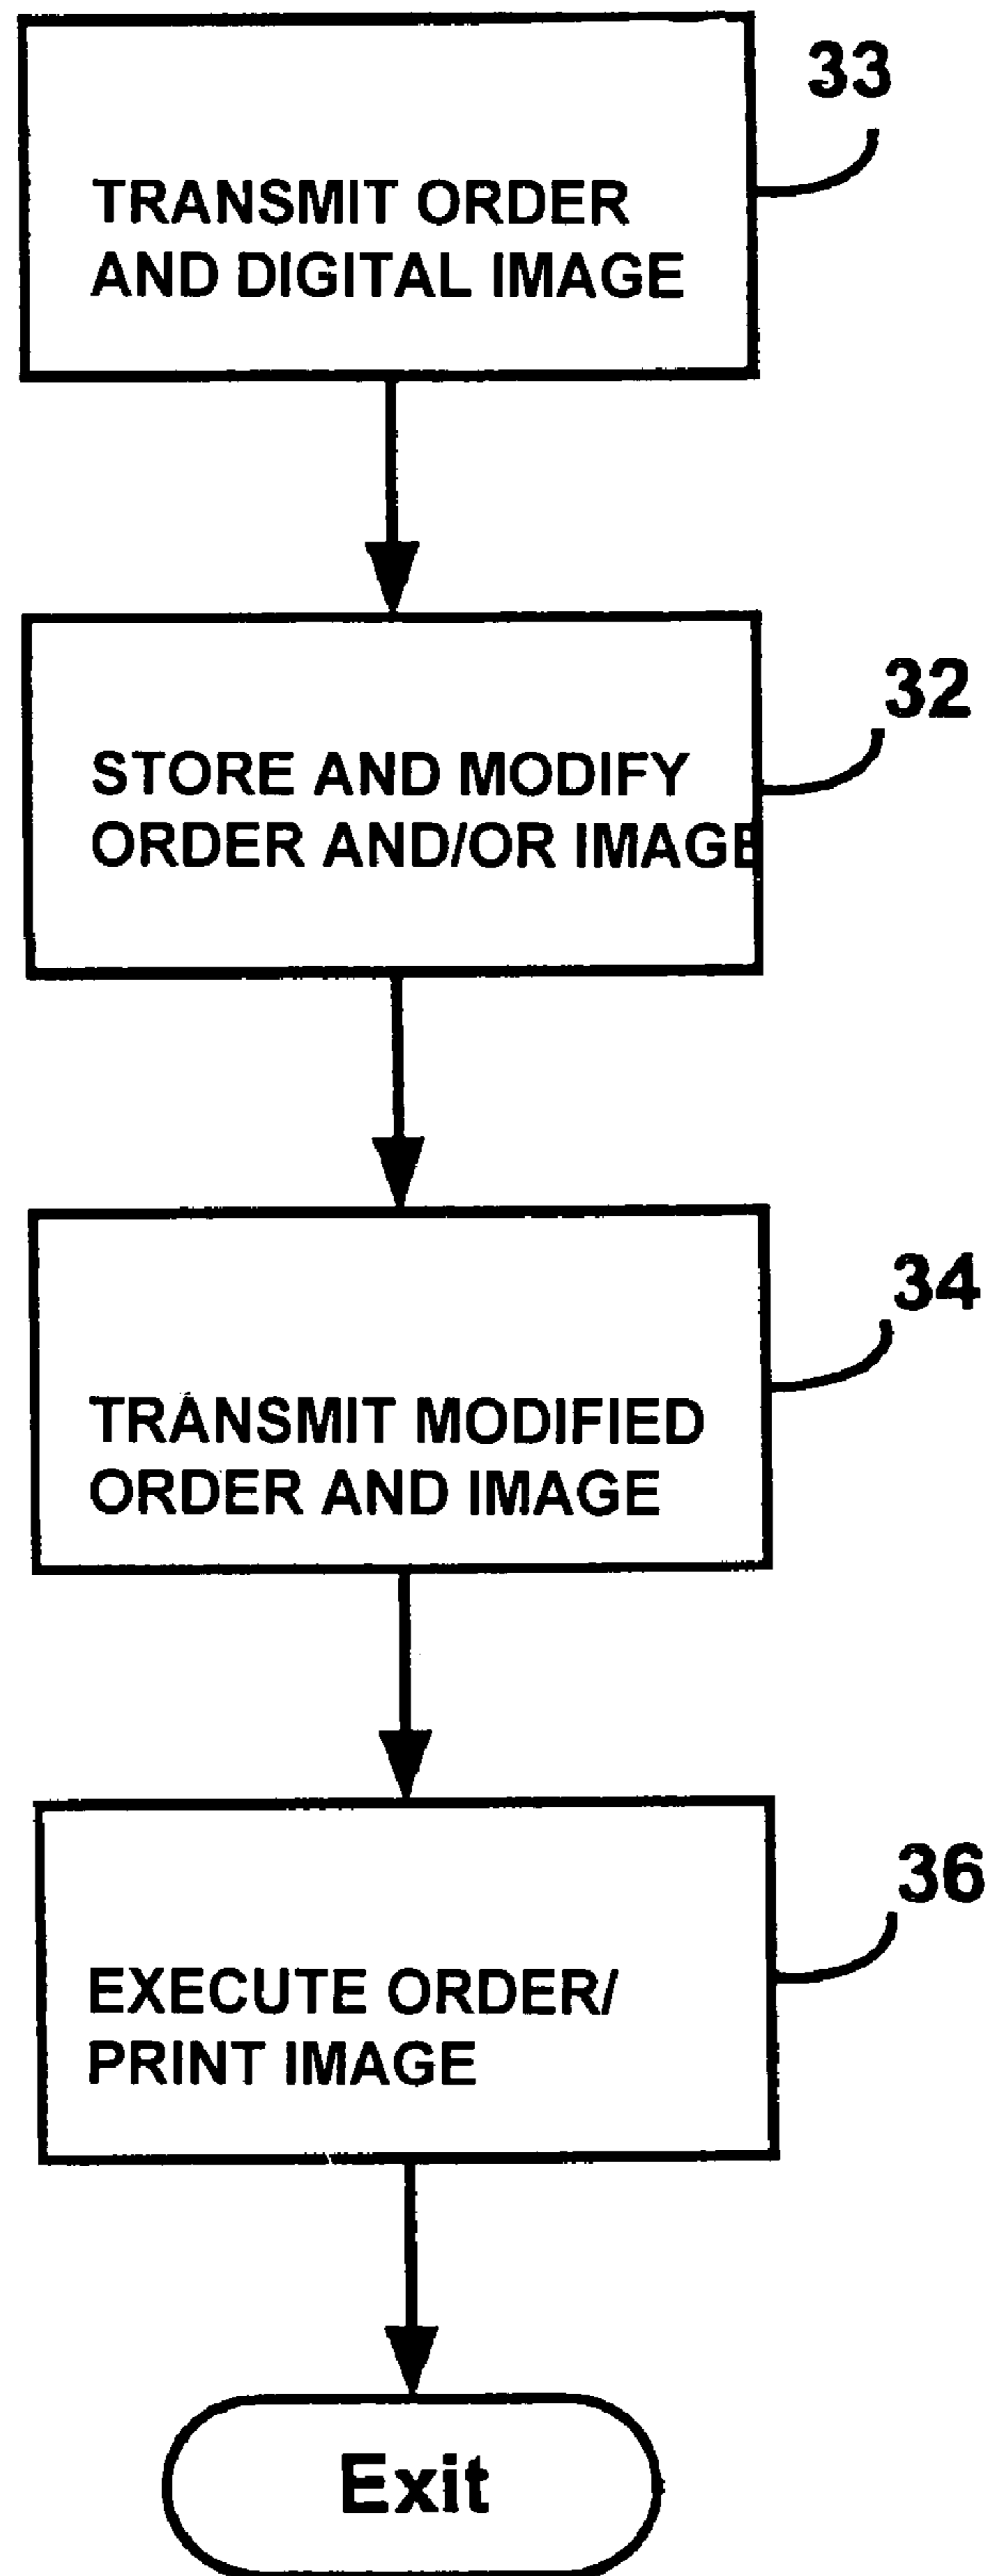 33
TRANSMIT ORDER
AND DIGITAL IMAGE
32
STORE AND MODIFY
ORDER AND/OR IMAGE
34
TRANSMIT MODIFIED
ORDER AND IMAGE
36
EXECUTE ORDER/
PRINT IMAGE
Exit